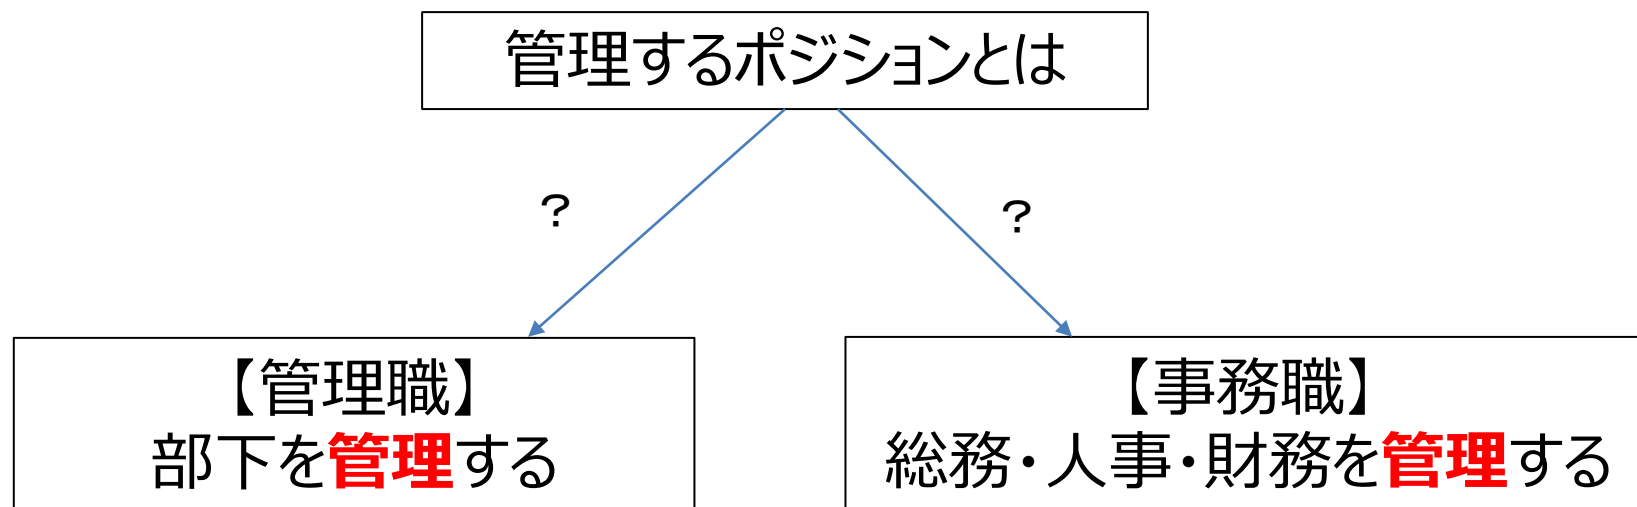 管理するポジションとは
?
?
【管理職】
部下を管理する
【事務職】
総務・人事・財務を管理する